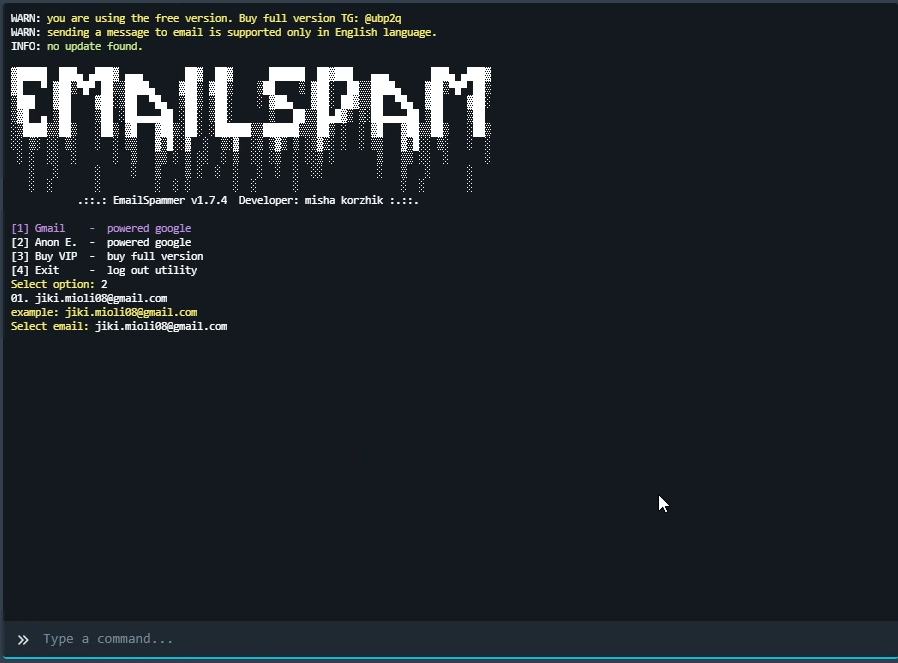 WARN: you are using the free version. Buy full version TG: @ubp2q
WARN: sending a message to email is supported only in English language.
INFO: no update found.
EMAILSPAM
.::.: EmailSpammer v1.7.4  Developer: misha korzhik :.::.
[1] Gmail    -  powered google
[2] Anon E.  -  powered google
[3] Buy VIP  -  buy full version
[4] Exit     -  log out utility
Select option: 2
01. jiki.mioli08@gmail.com
example: jiki.mioli08@gmail.com
Select email: jiki.mioli08@gmail.com
» Type a command...